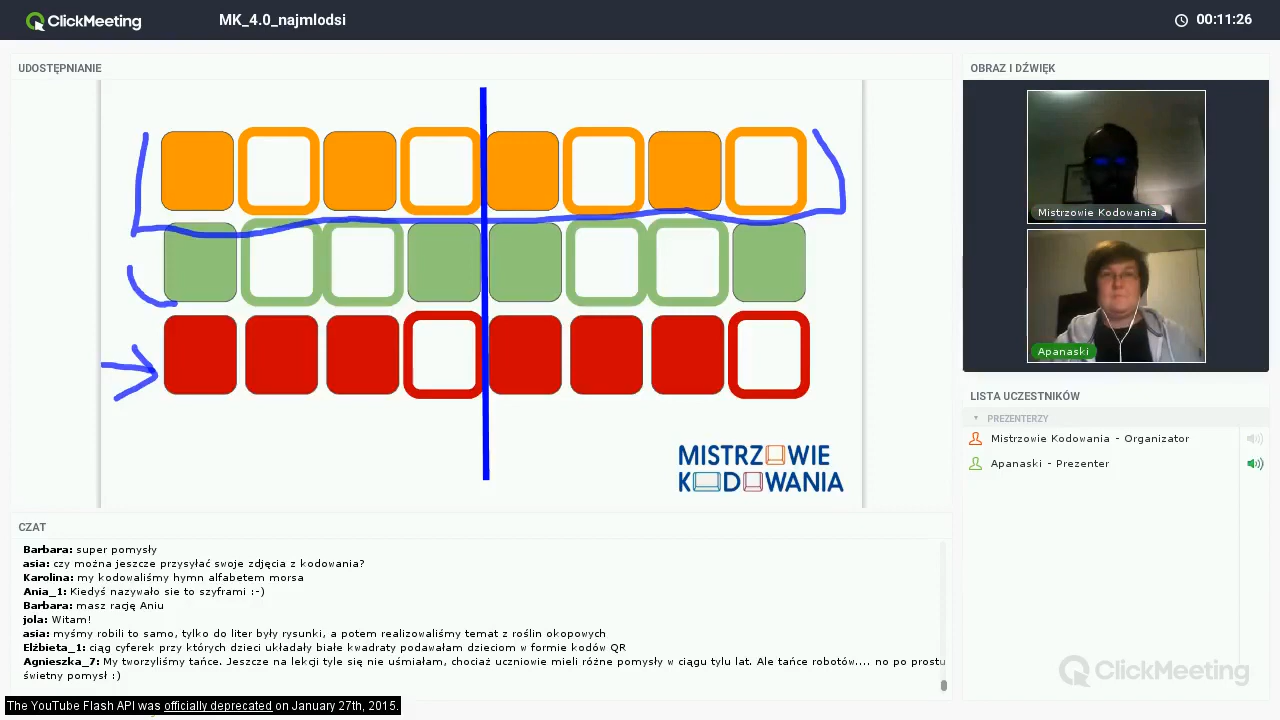 ClickMeeting
MK_4.0_najmlodsi
00:11:26
UDOSTĘPNIANIE
OBRAZ I DŹWIĘK
Mistrzowie Kodowania
Apanaski
MISTRZOWIE
KODOWANIA
LISTA UCZESTNIKÓW
PREZENTERZY
Mistrzowie Kodowania - Organizator
Apanaski - Prezenter
CZAT
Barbara: super pomysły
asia: czy można jeszcze przysyłać swoje zdjęcia z kodowania?
Karolina: my kodowaliśmy hymn alfabetem morsa
Ania_1: Kiedyś nazywało sie to szyframi :-)
Barbara: masz rację Aniu
jola: Witam!
asia: myśmy robili to samo, tylko do liter były rysunki, a potem realizowaliśmy temat z roślin okopowych
Elżbieta_1: ciąg cyferek przy których dzieci układały białe kwadraty podawałam dzieciom w formie kodów QR
Agnieszka_7: My tworzyliśmy tańce. Jeszcze na lekcji tyle się nie uśmiałam, chociaż uczniowie mieli różne pomysły w ciągu tylu lat. Ale tańce robotów.... no po prostu
świetny pomysł :)
ClickMeeting
The YouTube Flash API was officially deprecated on January 27th, 2015.